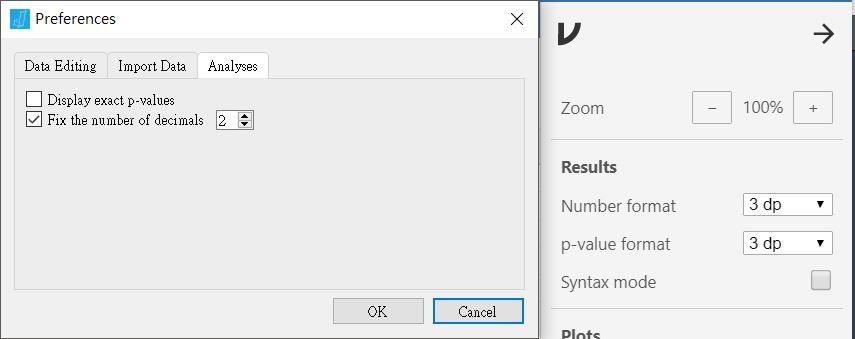 Preferences
Data Editing
Import Data
Analyses
Display exact p-values
Fix the number of decimals 2
OK
Cancel
Zoom
−
100%
+
Results
Number format 3 dp
p-value format 3 dp
Syntax mode
Plots